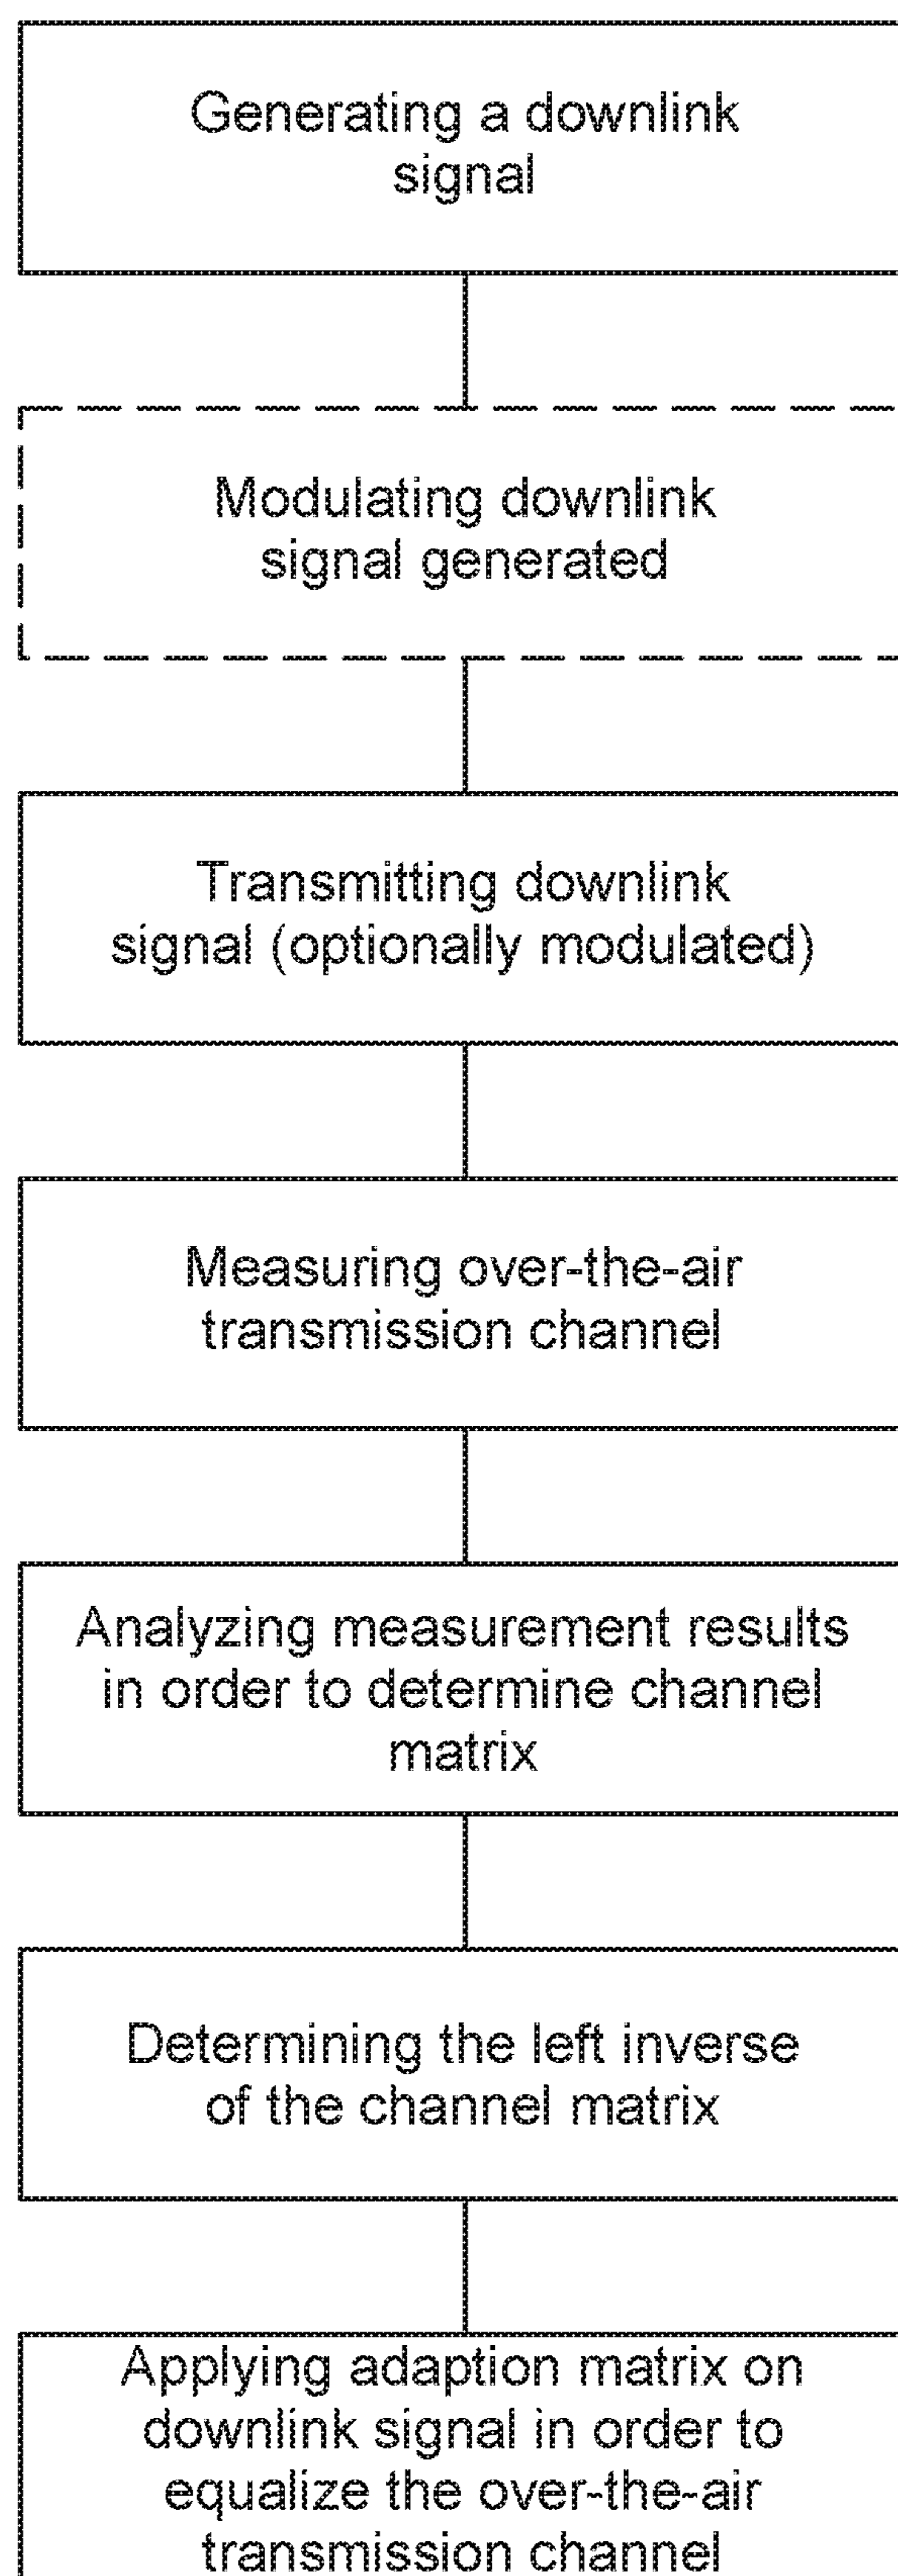 Generating a downlink
signal
Modulating downlink
signal generated
Transmitting downlink
signal (optionally modulated)
Measuring over-the-air
transmission channel
Analyzing measurement results
in order to determine channel
matrix
Determining the left inverse
of the channel matrix
Applying adaption matrix on
downlink signal in order to
equalize the over-the-air
transmission channel